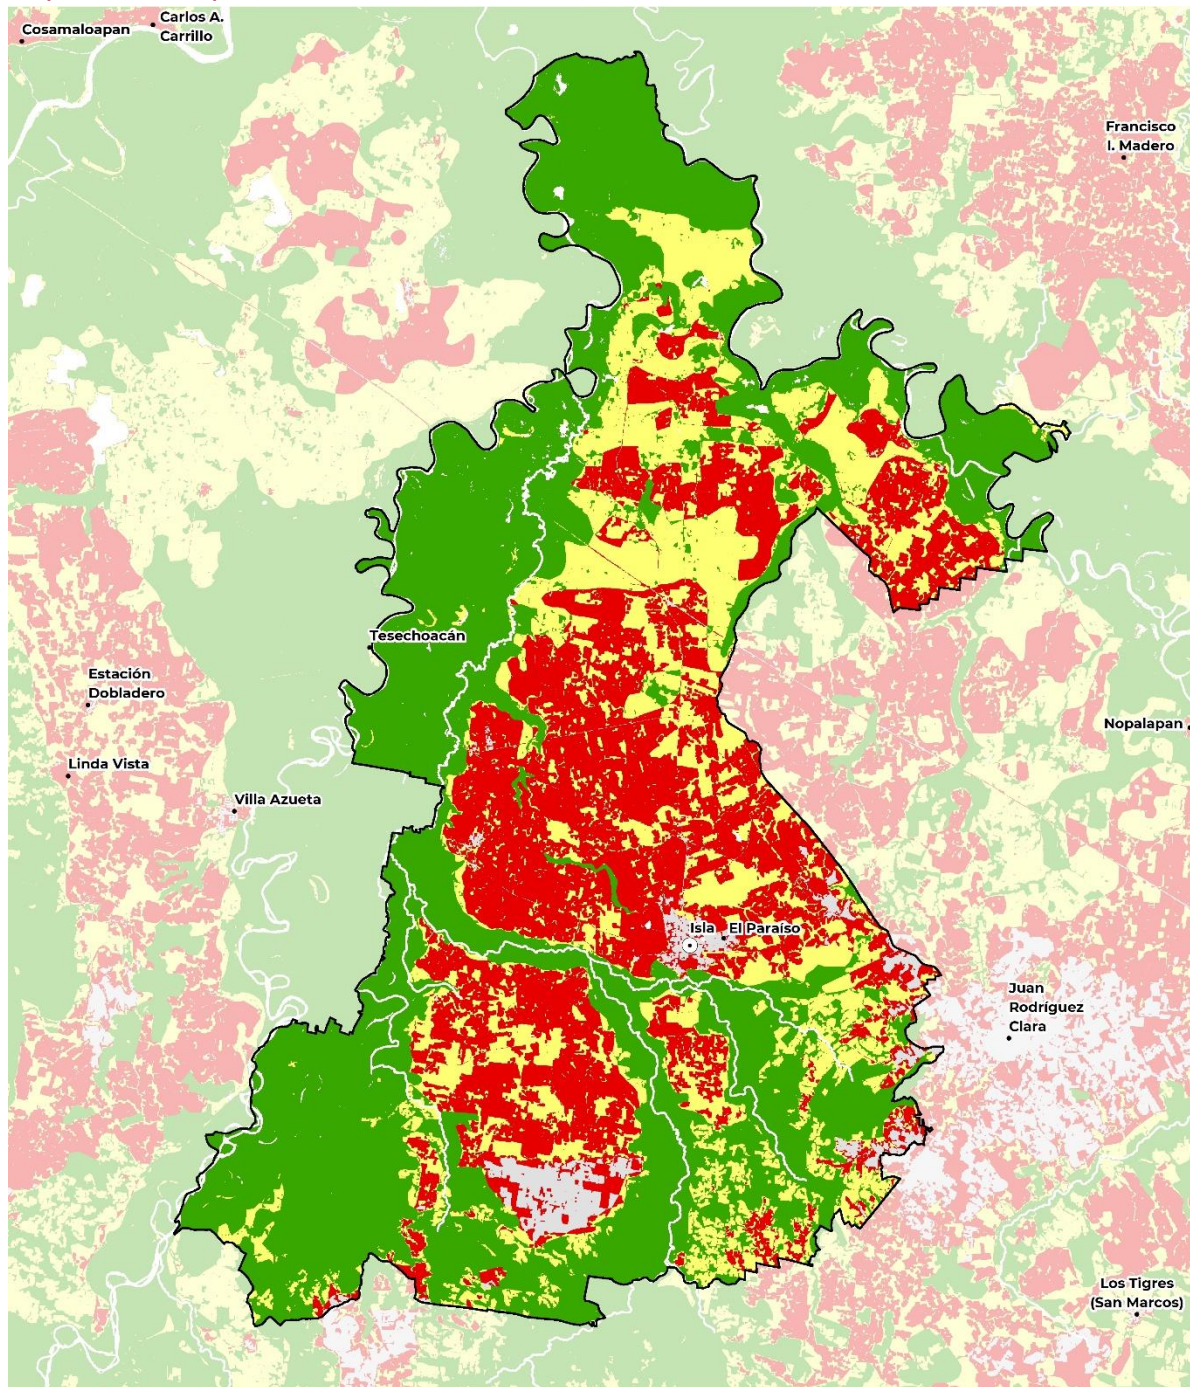 Cosamaloapan
Carlos A.
Carrillo
Francisco
I. Madero
Tesechoacán
Estación
Dobladero
Nopalapan
Linda Vista
Villa Azueta
Isla
El Paraíso
Juan
Rodríguez
Clara
Los Tigres
(San Marcos)